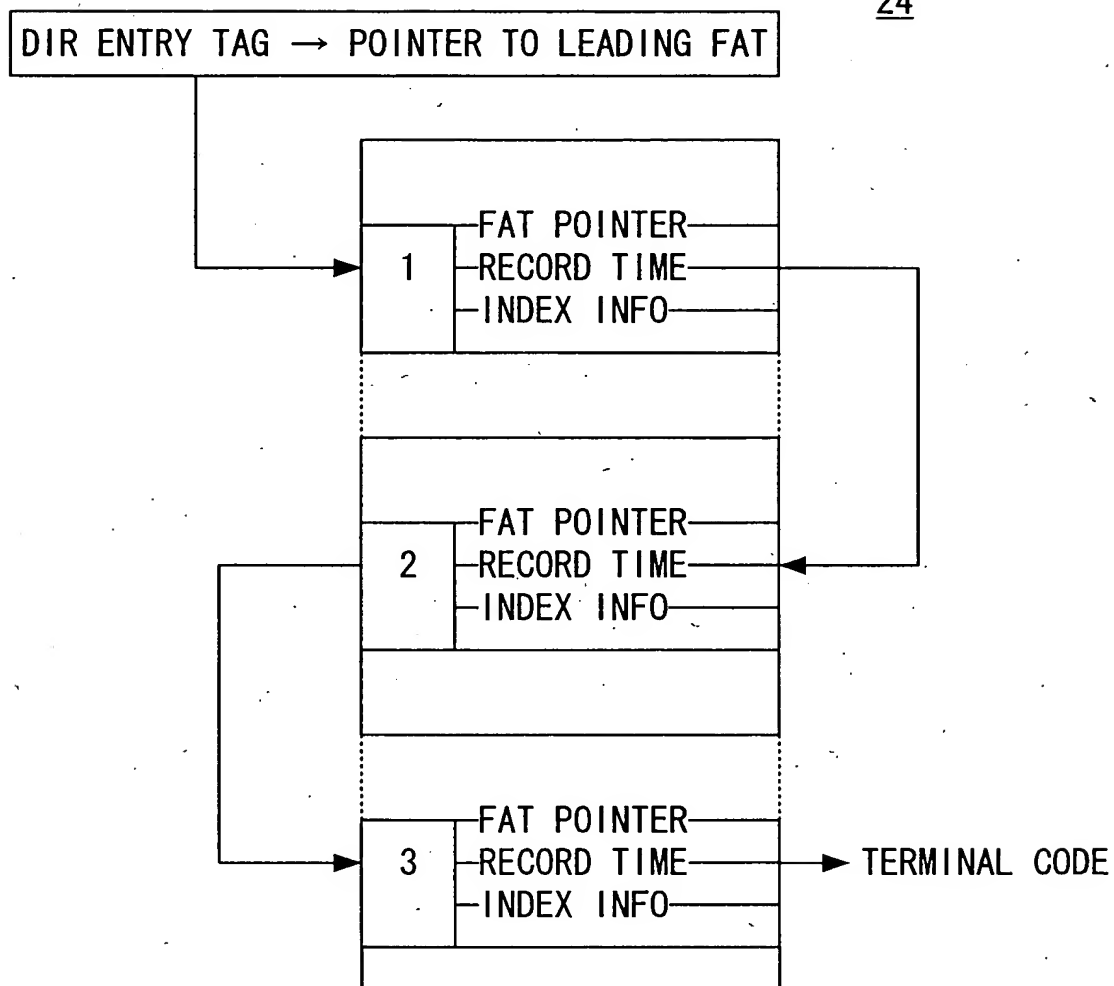 24
DIR ENTRY TAG → POINTER TO LEADING FAT
FAT POINTER
1 RECORD TIME
INDEX INFO
FAT POINTER
2 RECORD TIME
INDEX INFO
FAT POINTER
3 RECORD TIME TERMINAL CODE
INDEX INFO